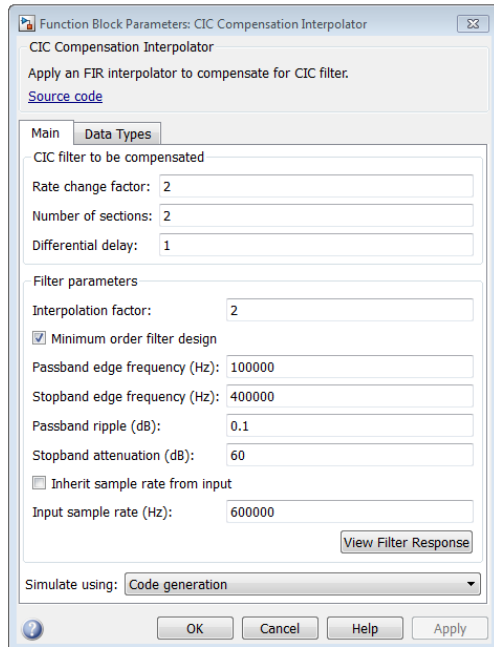 Function Block Parameters: CIC Compensation Interpolator
CIC Compensation Interpolator
Apply an FIR interpolator to compensate for CIC filter.
Source code
Main Data Types
CIC filter to be compensated
Rate change factor: 2
Number of sections: 2
Differential delay: 1
Filter parameters
Interpolation factor: 2
Minimum order filter design
Passband edge frequency (Hz): 100000
Stopband edge frequency (Hz): 400000
Passband ripple (dB): 0.1
Stopband attenuation (dB): 60
Inherit sample rate from input
Input sample rate (Hz): 600000
View Filter Response
Simulate using: Code generation
? OK Cancel Help Apply